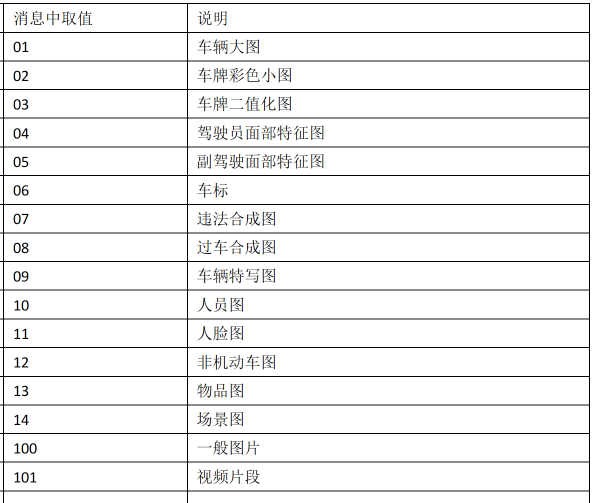 消息中取值 说明
01 车辆大图
02 车牌彩色小图
03 车牌二值化图
04 驾驶员面部特征图
05 副驾驶面部特征图
06 车标
07 违法合成图
08 过车合成图
09 车辆特写图
10 人员图
11 人脸图
12 非机动车图
13 物品图
14 场景图
100 一般图片
101 视频片段